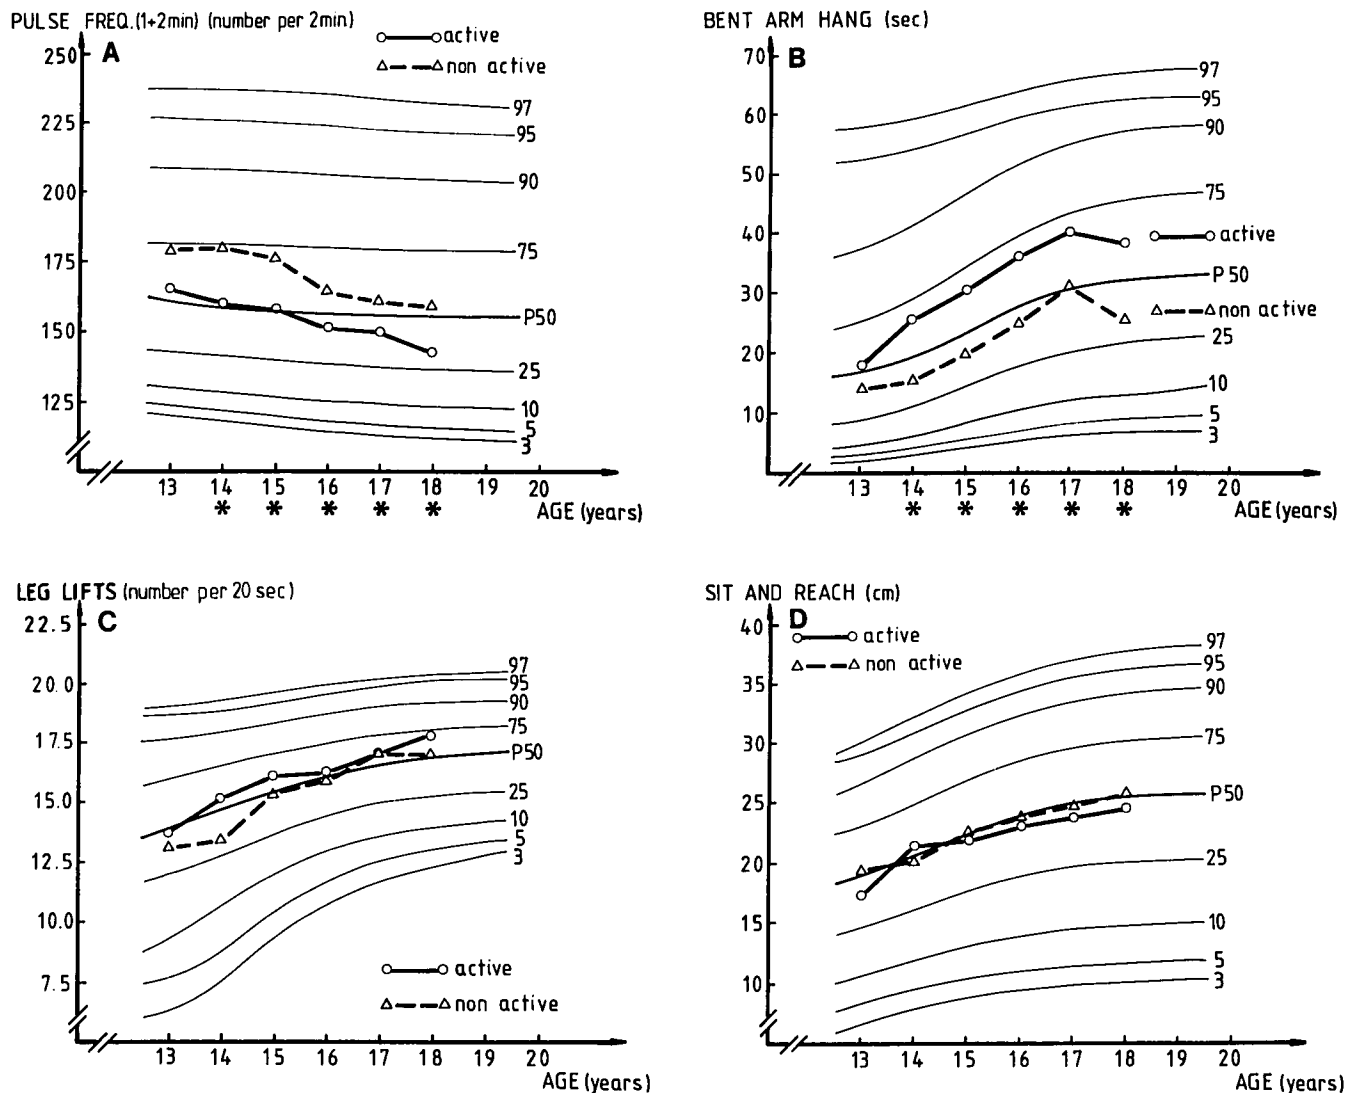 PULSE FREQ.(1+2min) (number per 2min)
A
active
non active
250
225
200
175
150
125
97
95
90
75
P50
25
10
5
3
13 14 15 16 17 18 19 20
* * * * *
AGE (years)
BENT ARM HANG (sec)
B
70
60
50
40
30
20
10
97
95
90
75
active
P 50
non active
25
10
5
3
13 14 15 16 17 18 19 20
* * * * *
AGE (years)
LEG LIFTS (number per 20 sec)
C
22.5
20.0
17.5
15.0
12.5
10.0
7.5
97
95
90
75
P50
25
10
5
3
active
non active
13 14 15 16 17 18 19 20
AGE (years)
SIT AND REACH (cm)
D
active
non active
40
35
30
25
20
15
10
97
95
90
75
P50
25
10
5
3
13 14 15 16 17 18 19 20
AGE (years)